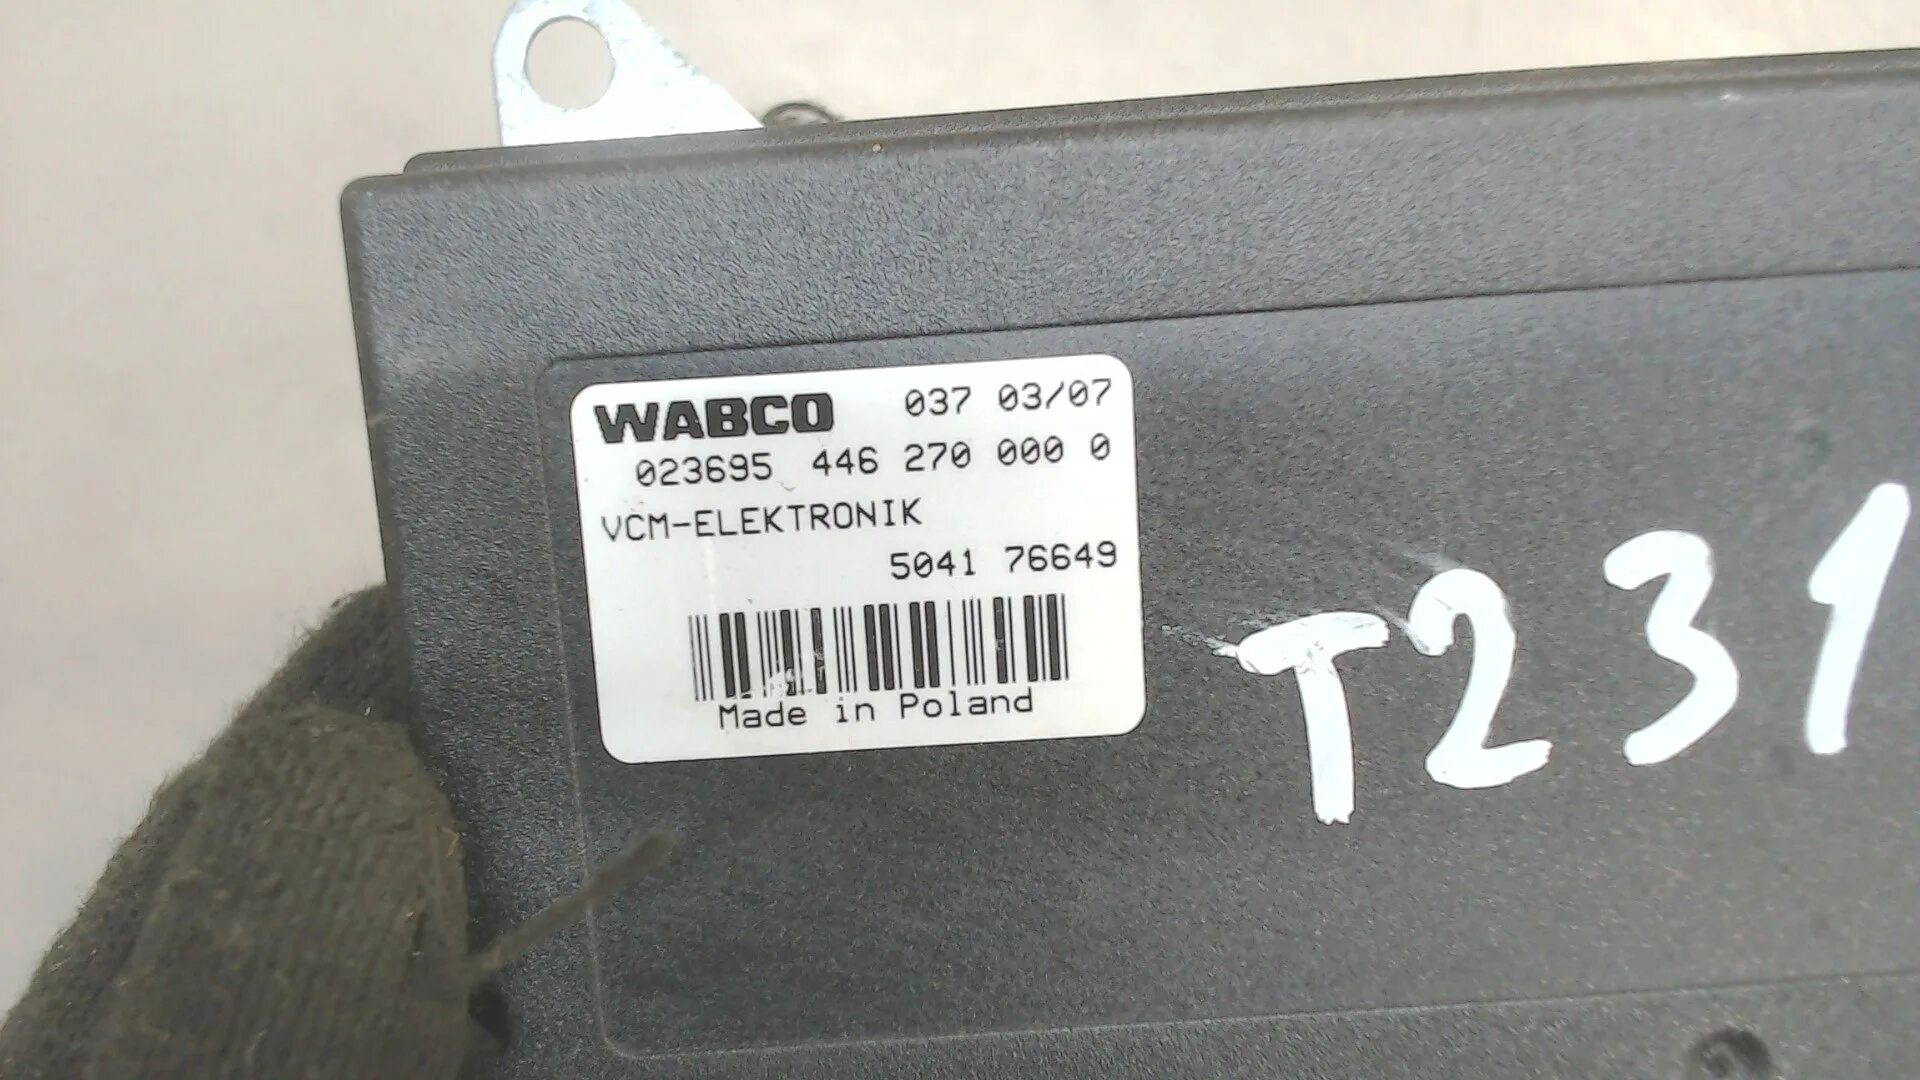 WABCO 037 03/07
023695 446 270 000 0
VCM-ELEKTRONIK
5041 76649
Made in Poland
T231